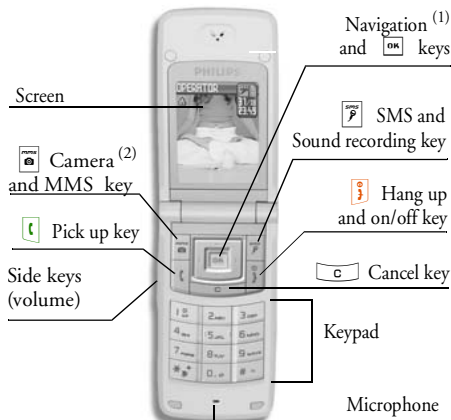 Navigation (1)
and OK keys
PHILIPS
OPERATOR
Screen
SMS and
Sound recording key
Camera (2)
and MMS key
Hang up
and on/off key
Pick up key
C Cancel key
Side keys
(volume)
Keypad
Microphone